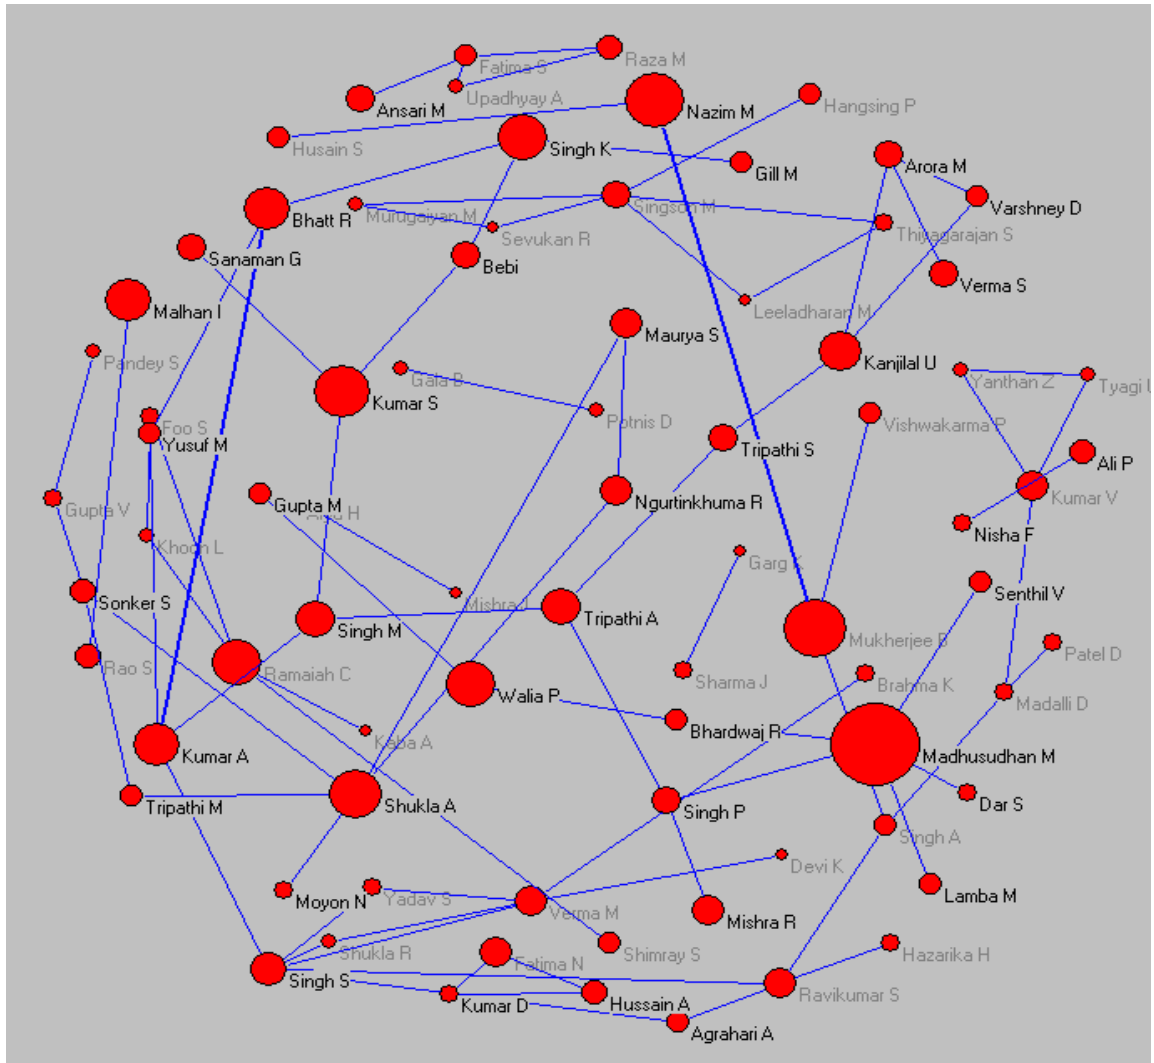 Fatima S
Raza M
Upadhyay A
Ansari M
Nazim M
Hangsing P
Husain S
Singh K
Gill M
Arora M
Bhatt R
Murugaiyan M
Singson M
Varshney D
Sevukan R
Thiyagarajan S
Sanaman G
Bebi
Verma S
Malhan I
Leeladharan M
Maurya S
Pandey S
Kanjilal U
Gala B
Kumar S
Yanthan Z
Tyagi U
Potnis D
Foo S
Vishwakarma P
Yusuf M
Tripathi S
Ali P
Gupta V
Gupta M
Ngurtinkhuma R
Kumar V
Nisha F
Khoon L
Garg K
Sonker S
Mishra J
Senthil V
Singh M
Tripathi A
Mukherjee B
Patel D
Rao S
Ramaiah C
Sharma J
Brahma K
Walia P
Madalli D
Bhardwaj R
Kaba A
Kumar A
Madhusudhan M
Tripathi M
Shukla A
Singh P
Dar S
Singh A
Devi K
Moyon N
Yadav S
Lamba M
Verma M
Mishra R
Shukla R
Shimray S
Hazarika H
Fatima N
Singh S
Kumar D
Hussain A
Ravikumar S
Agrahari A